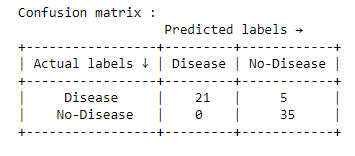 Confusion matrix :
Predicted labels →
+---------------+---------+------------+
| Actual labels ↓ | Disease | No-Disease |
+---------------+---------+------------+
| Disease | 21 | 5 |
| No-Disease | 0 | 35 |
+---------------+---------+------------+